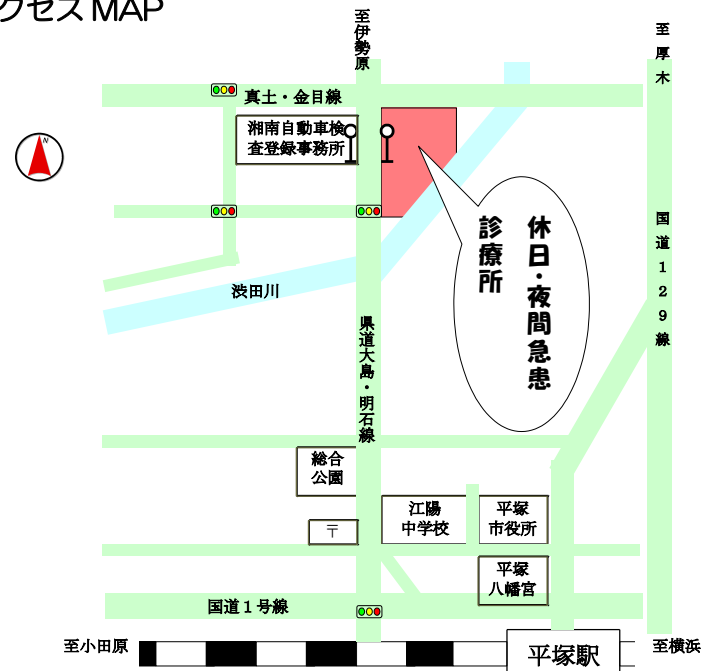 クセス MAP
至伊勢原
至厚木
真土・金目線
湘南自動車検
査登録事務所
N
休日・夜間急患
診療所
国道１２９線
渋田川
県道大島・明石線
総合
公園
江陽
中学校
平塚
市役所
〒
平塚
八幡宮
国道１号線
至小田原
平塚駅
至横浜